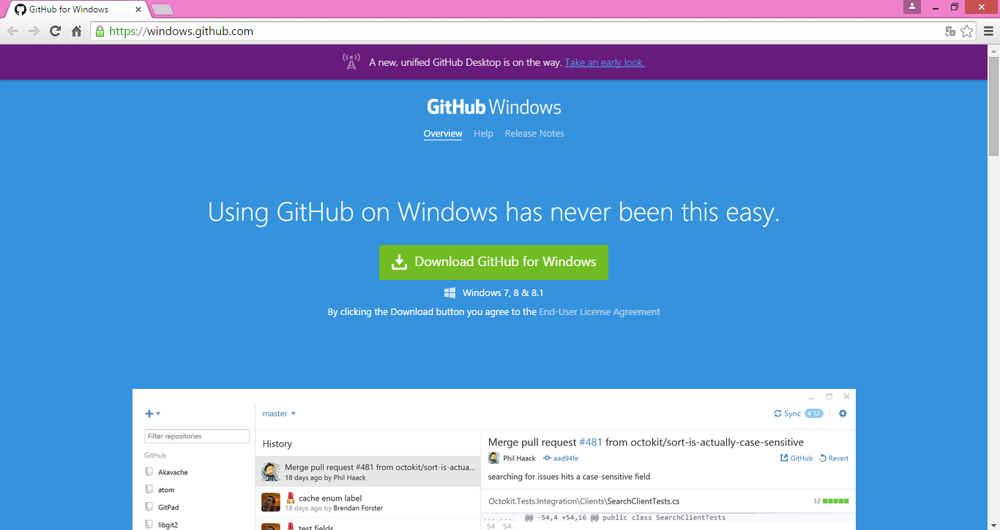 GitHub for Windows
https://windows.github.com
A new, unified GitHub Desktop is on the way. Take an early look.
GitHub Windows
Overview Help Release Notes
Using GitHub on Windows has never been this easy.
Download GitHub for Windows
Windows 7, 8 & 8.1
By clicking the Download button you agree to the End-User License Agreement
master
Sync 12
Filter repositories
GitHub
Akavache
atom
GitPad
libgit2
History
Merge pull request #481 from octokit/sort-is-actua...
18 days ago by Phil Haack
cache enum label
18 days ago by Brendan Forster
test fields
Merge pull request #481 from octokit/sort-is-actually-case-sensitive
Phil Haack aad94fe GitHub Revert
searching for issues hits a case-sensitive field
Octokit.Tests.Integration\Clients\SearchClientTests.cs 12
... ... @@ -54,4 +54,16 @@ public class SearchClientTests
54 54